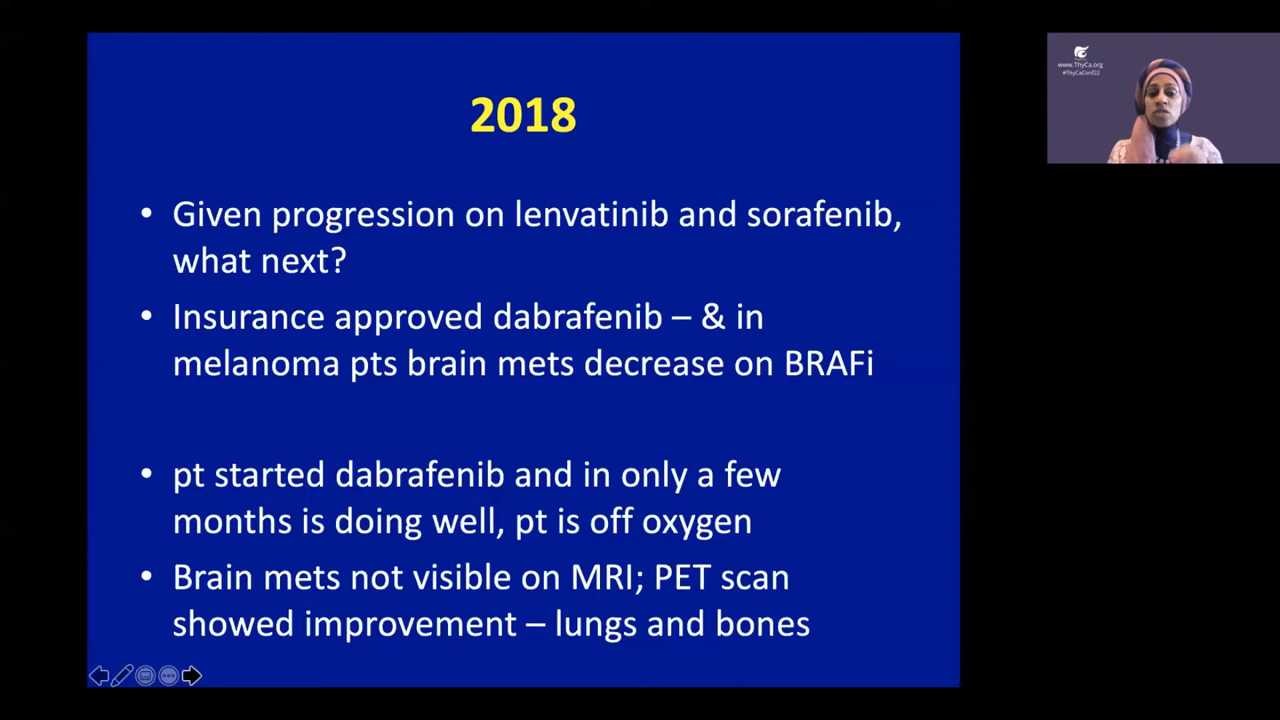 2018
• Given progression on lenvatinib and sorafenib,
what next?
• Insurance approved dabrafenib – & in
melanoma pts brain mets decrease on BRAFi
• pt started dabrafenib and in only a few
months is doing well, pt is off oxygen
• Brain mets not visible on MRI; PET scan
showed improvement – lungs and bones
www.ThyCa.org
#ThyCaConf22